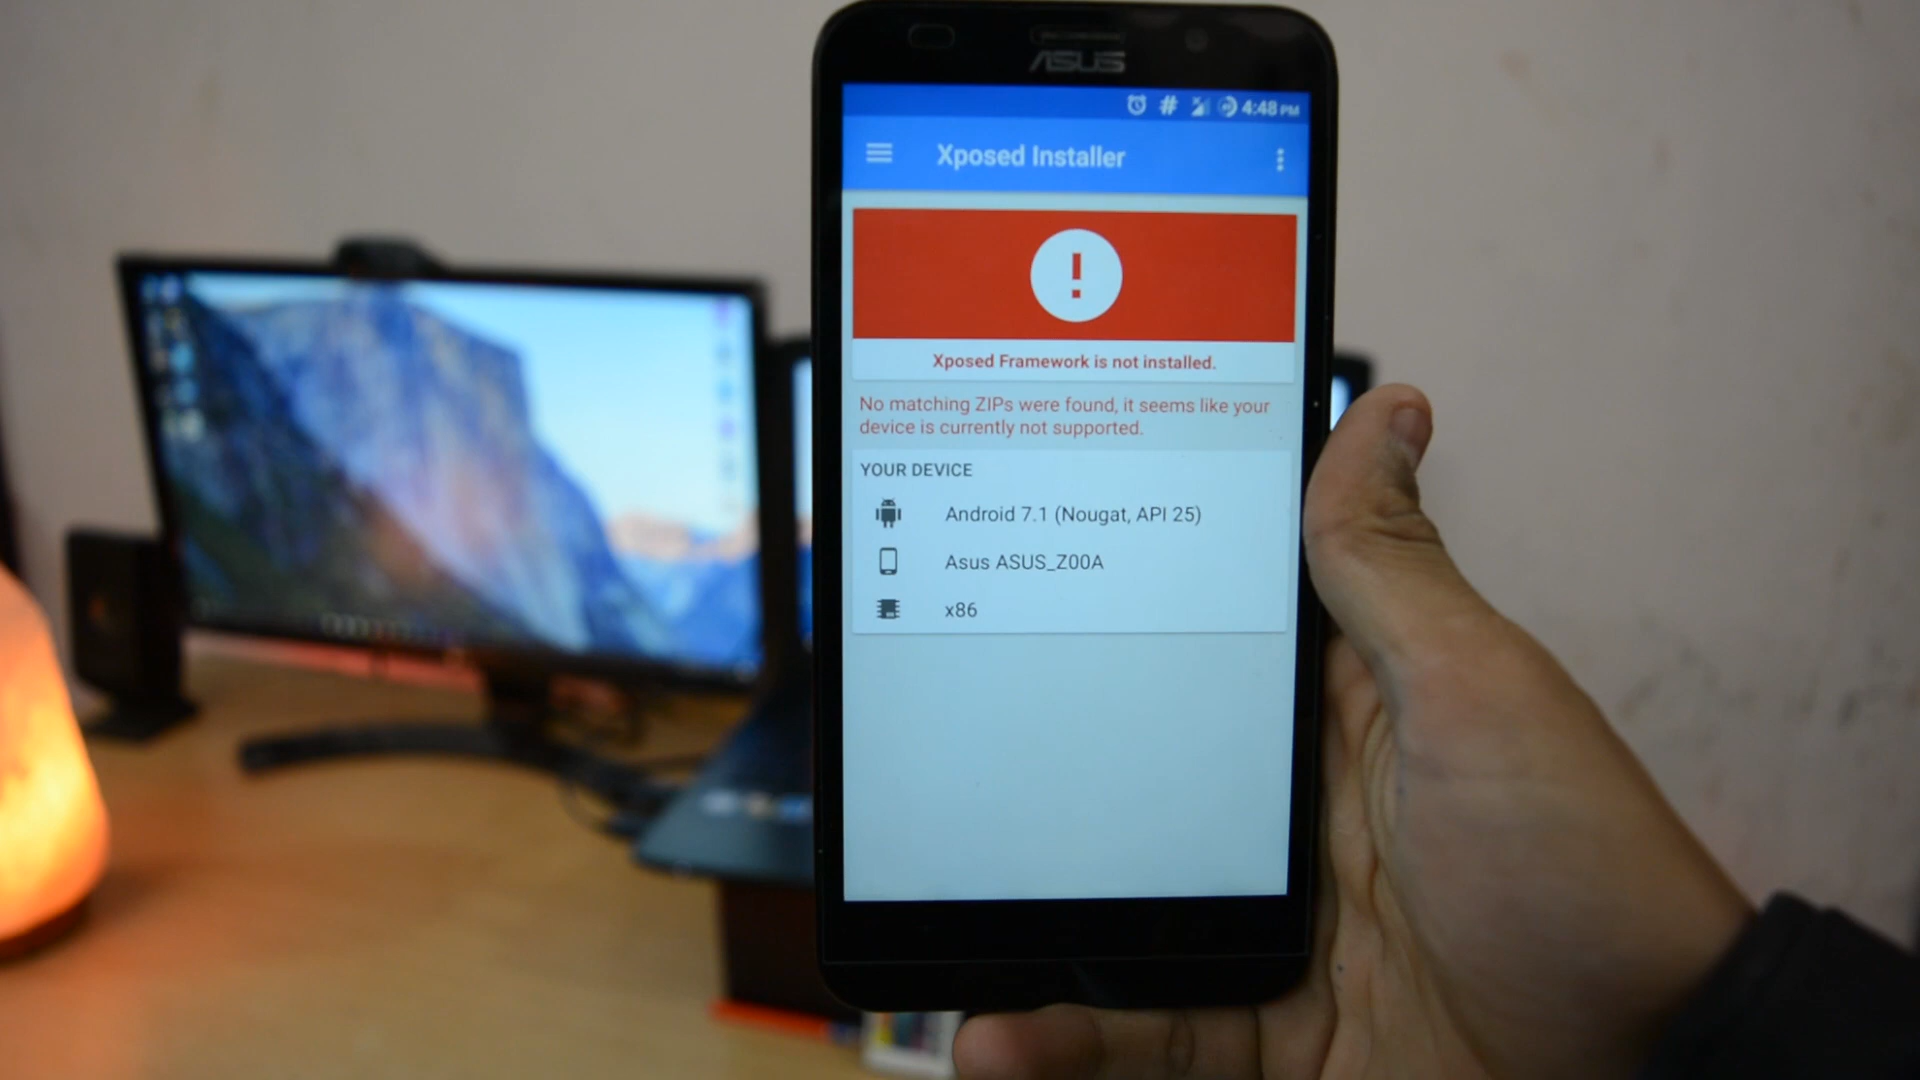 ASUS
4:48 PM
Xposed Installer
!
Xposed Framework is not installed.
No matching ZIPs were found, it seems like your
device is currently not supported.
YOUR DEVICE
Android 7.1 (Nougat, API 25)
Asus ASUS_Z00A
x86